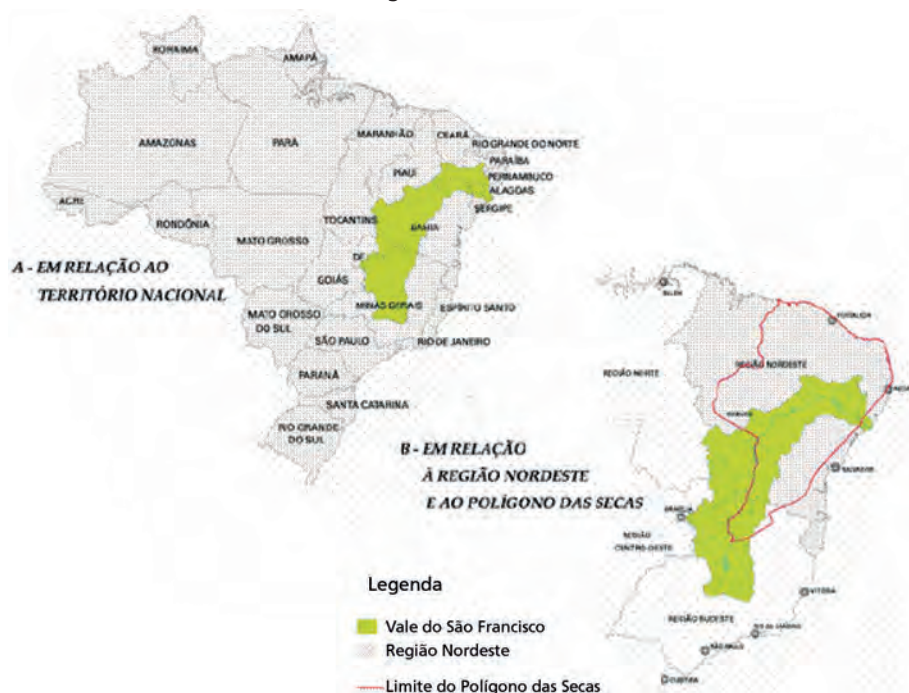 RORAIMA
AMAPÁ
AMAZONAS
PARÁ
MARANHÃO
CEARÁ
RIO GRANDE DO NORTE
PARAÍBA
PIAUÍ
PERNAMBUCO
ALAGOAS
ACRE
SERGIPE
TOCANTINS
RONDÔNIA
BAHIA
MATO GROSSO
DF
GOIÁS
A - EM RELAÇÃO AO
TERRITÓRIO NACIONAL
MINAS GERAIS
ESPÍRITO SANTO
MATO GROSSO
DO SUL
SÃO PAULO
RIO DE JANEIRO
PARANÁ
SANTA CATARINA
RIO GRANDE
DO SUL
B - EM RELAÇÃO
À REGIÃO NORDESTE
E AO POLÍGONO DAS SECAS
BELÉM
FORTALEZA
REGIÃO NORDESTE
REGIÃO NORTE
SALVADOR
BRASÍLIA
REGIÃO
CENTRO-OESTE
VITÓRIA
REGIÃO SUDESTE
RIO DE JANEIRO
SÃO PAULO
CURITIBA
Legenda
Vale do São Francisco
Região Nordeste
Limite do Polígono das Secas